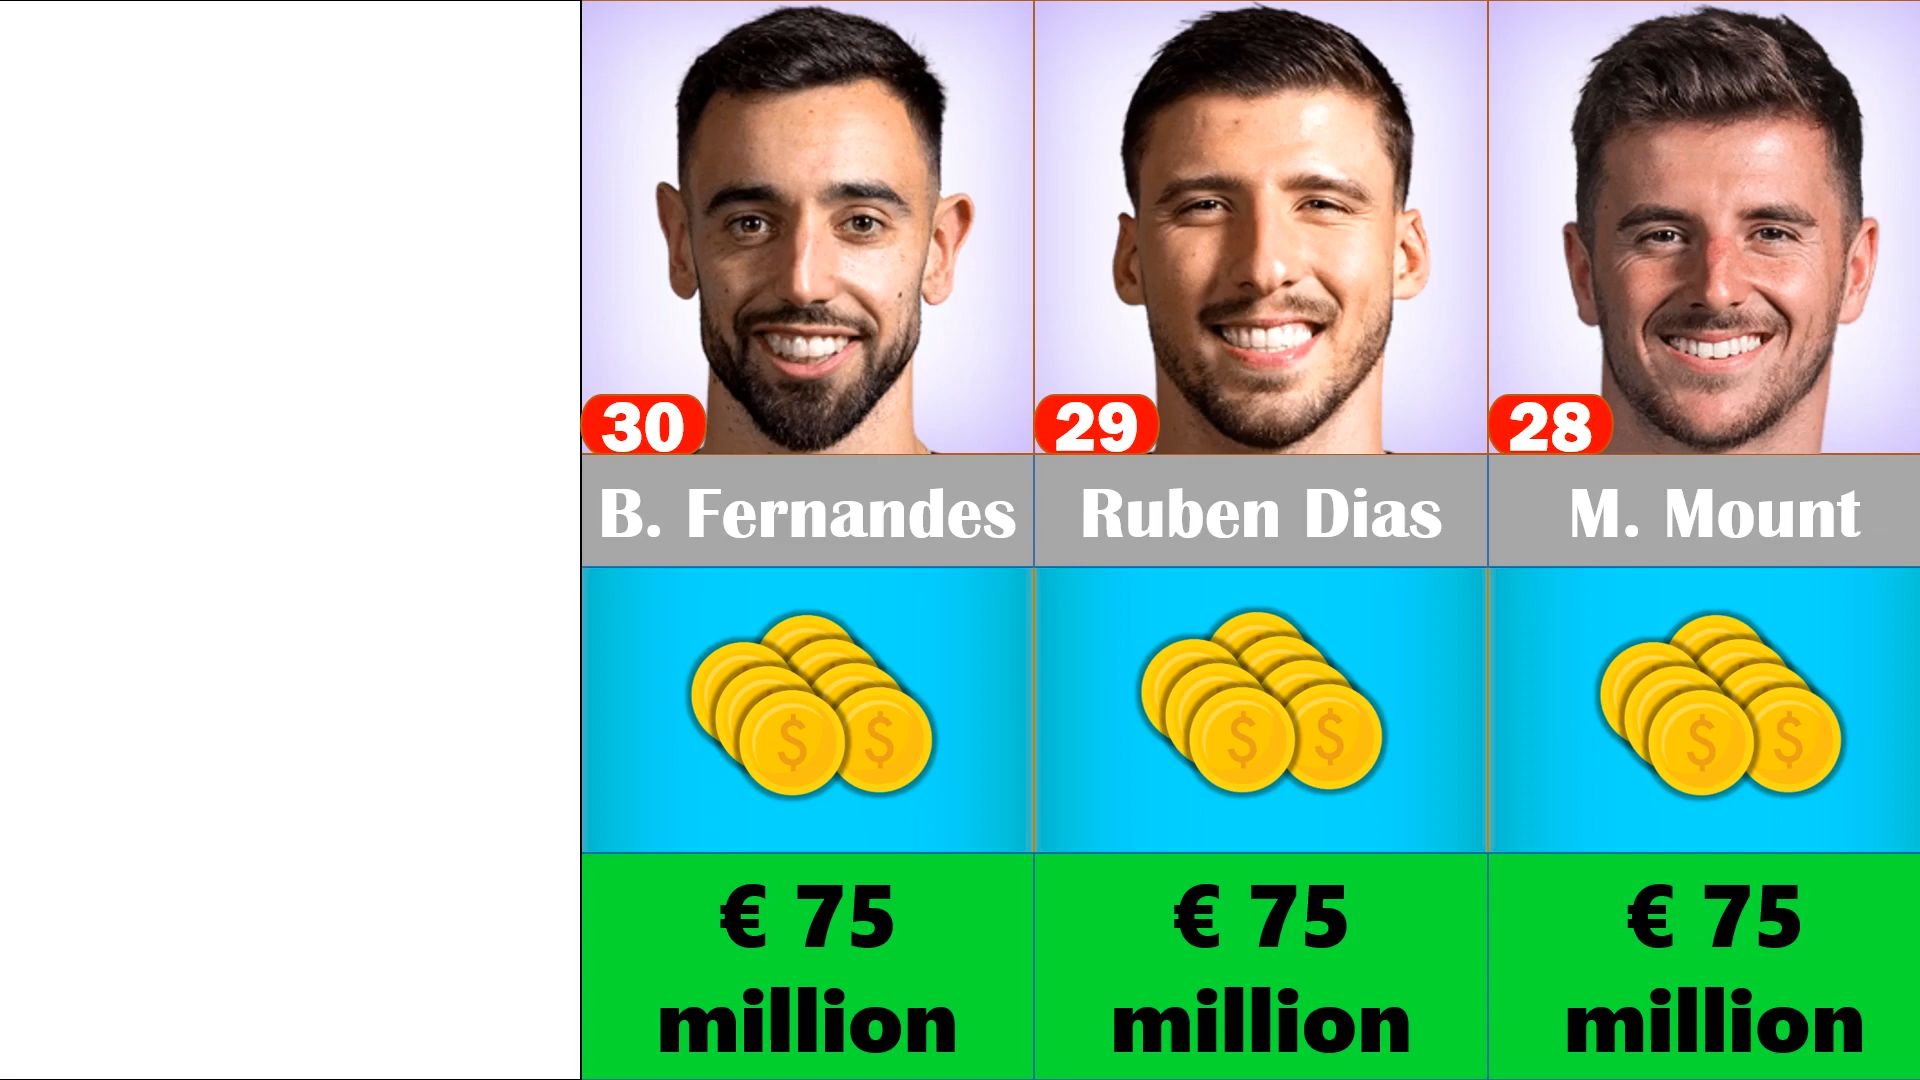 30
29
28
B. Fernandes
Ruben Dias
M. Mount
$ $
$ $
$ $
€ 75
million
€ 75
million
€ 75
million